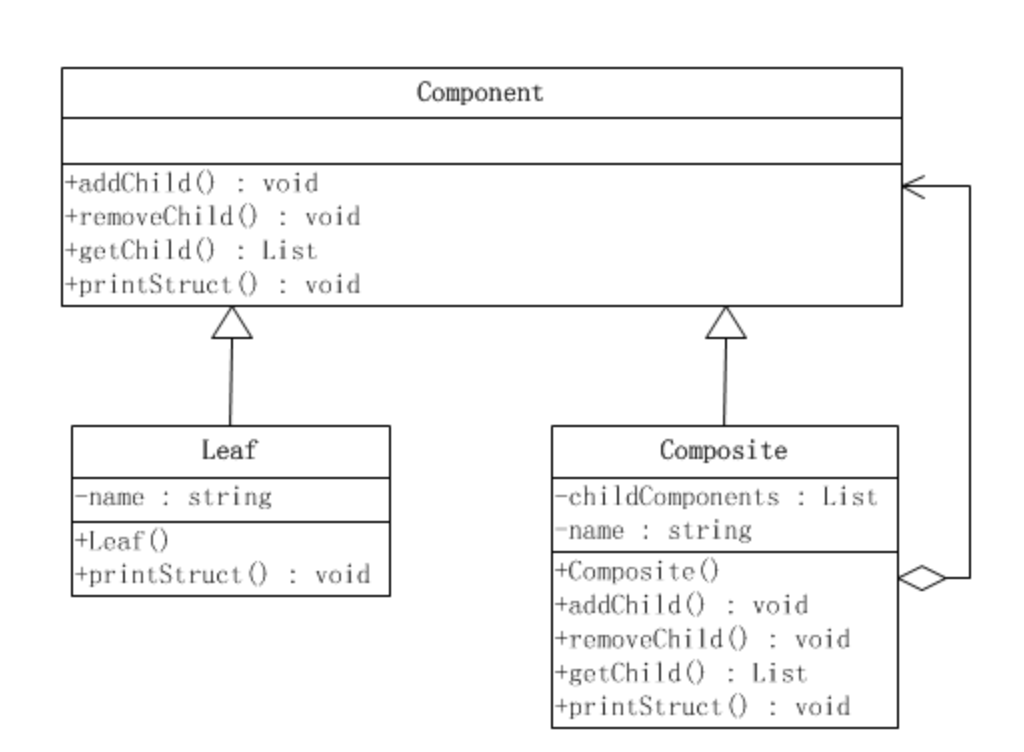 Component
+addChild() : void
+removeChild() : void
+getChild() : List
+printStruct() : void
Leaf
-name : string
+Leaf()
+printStruct() : void
Composite
-childComponents : List
-name : string
+Composite()
+addChild() : void
+removeChild() : void
+getChild() : List
+printStruct() : void